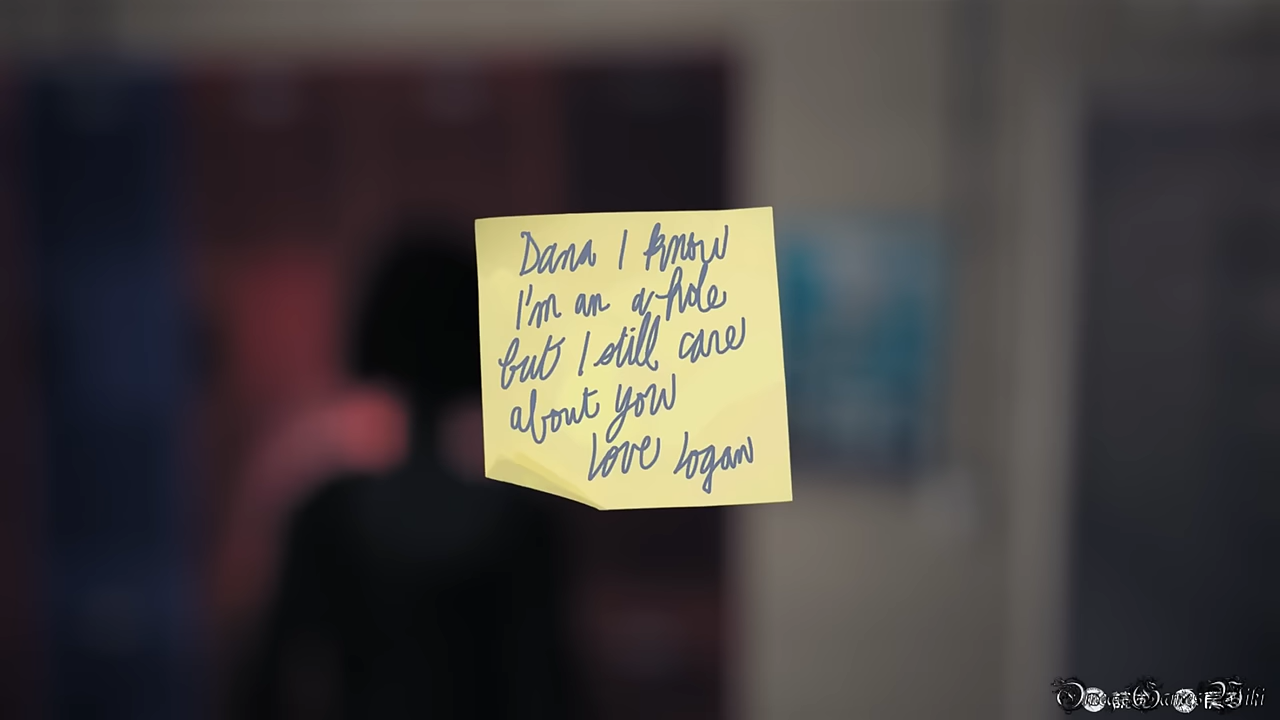 Dana I know
I'm an a-hole
but I still care
about you
Love Logan